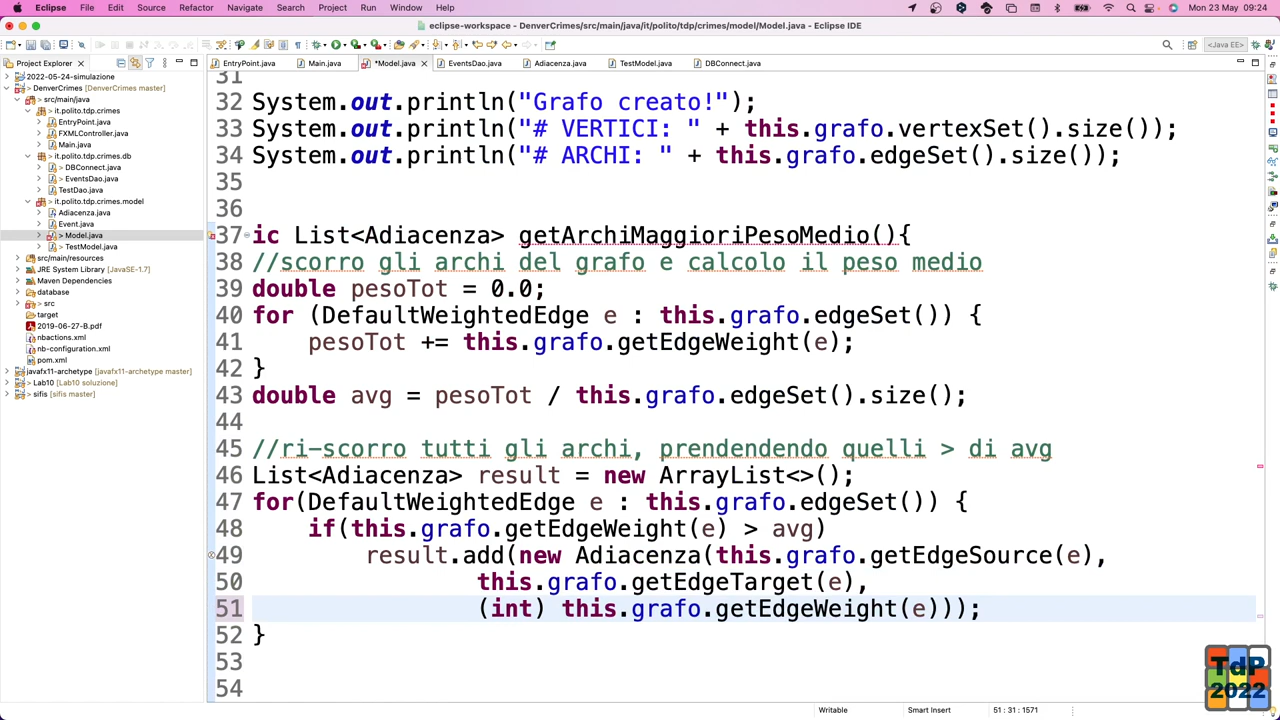 Eclipse File Edit Source Refactor Navigate Search Project Run Window Help Mon 23 May 09:24
eclipse-workspace - DenverCrimes/src/main/java/it/polito/tdp/crimes/model/Model.java - Eclipse IDE
<Java EE>
Project Explorer
EntryPoint.java
Main.java
*Model.java
EventsDao.java
Adiacenza.java
TestModel.java
DBConnect.java
2022-05-24-simulazione
DenverCrimes [DenverCrimes master]
src/main/java
it.polito.tdp.crimes
EntryPoint.java
FXMLController.java
Main.java
it.polito.tdp.crimes.db
DBConnect.java
> EventsDao.java
TestDao.java
it.polito.tdp.crimes.model
Adiacenza.java
Event.java
> Model.java
> TestModel.java
src/main/resources
JRE System Library [JavaSE-1.7]
Maven Dependencies
database
> src
target
2019-06-27-B.pdf
nbactions.xml
nb-configuration.xml
pom.xml
javafx11-archetype [javafx11-archetype master]
> Lab10 [Lab10 soluzione]
> sifis [sifis master]
31
32 System.out.println("Grafo creato!");
33 System.out.println("# VERTICI: " + this.grafo.vertexSet().size());
34 System.out.println("# ARCHI: " + this.grafo.edgeSet().size());
35
36
37 ic List<Adiacenza> getArchiMaggioriPesoMedio(){
38 //scorro gli archi del grafo e calcolo il peso medio
39 double pesoTot = 0.0;
40 for (DefaultWeightedEdge e : this.grafo.edgeSet()) {
41 pesoTot += this.grafo.getEdgeWeight(e);
42 }
43 double avg = pesoTot / this.grafo.edgeSet().size();
44
45 //ri-scorro tutti gli archi, prendendendo quelli > di avg
46 List<Adiacenza> result = new ArrayList<>();
47 for(DefaultWeightedEdge e : this.grafo.edgeSet()) {
48 if(this.grafo.getEdgeWeight(e) > avg)
49 result.add(new Adiacenza(this.grafo.getEdgeSource(e),
50 this.grafo.getEdgeTarget(e),
51 (int) this.grafo.getEdgeWeight(e)));
52 }
53
54
TdP
2022
Writable
Smart Insert
51 : 31 : 1571